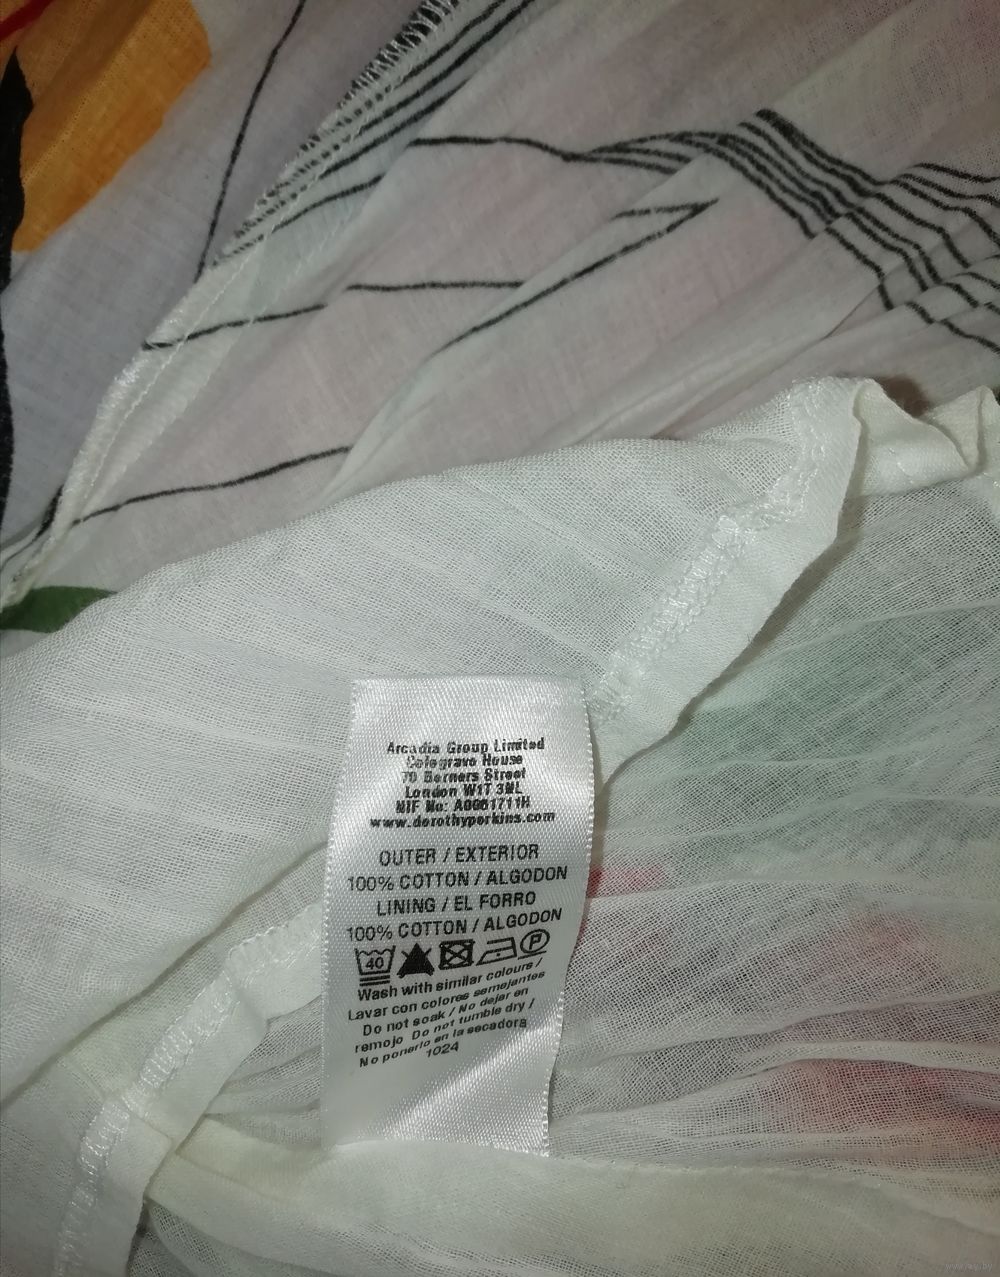 Arcadia Group Limited
Colegrave House
70 Berners Street
London W1T 3NL
NIF No: A0081711H
www.dorothyperkins.com
OUTER / EXTERIOR
100% COTTON / ALGODON
LINING / EL FORRO
100% COTTON / ALGODON
40 P
Wash with similar colours /
Lavar con colores semejantes
Do not soak / No dejar en
remojo Do not tumble dry /
No ponerlo en la secadora
1024